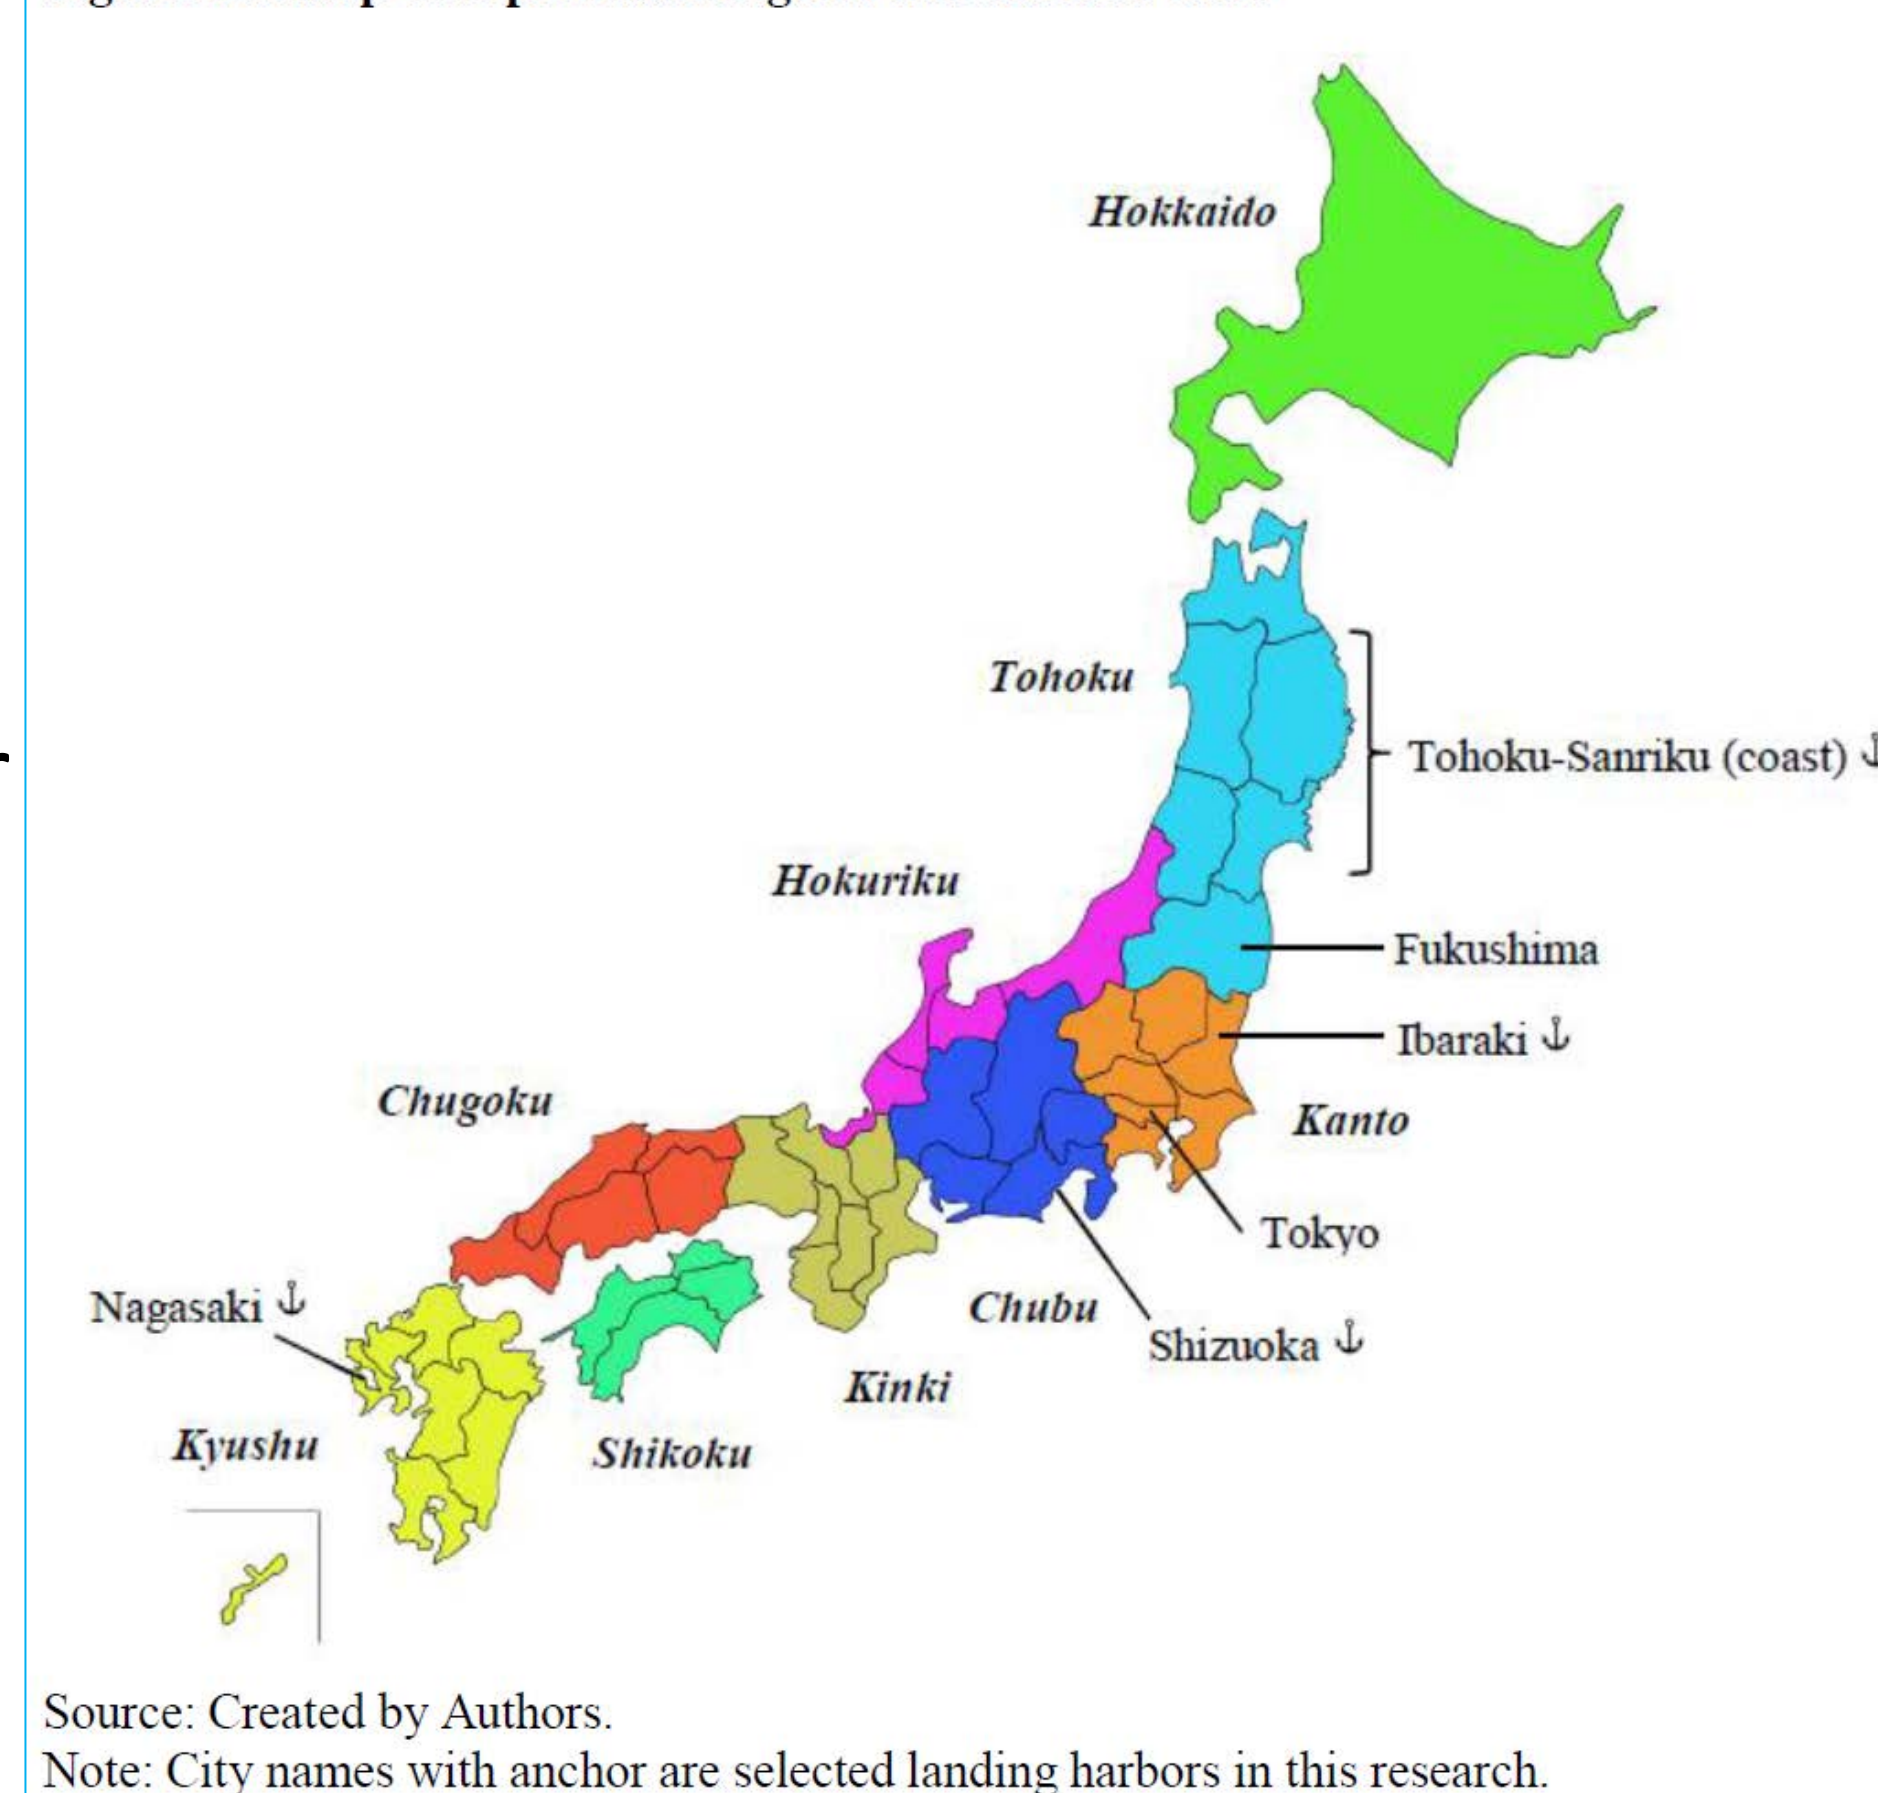 Hokkaido
Tohoku
Tohoku-Sanriku (coast) ⚓
Hokuriku
Fukushima
Ibaraki ⚓
Chugoku
Kanto
Tokyo
Nagasaki ⚓
Chubu
Shizuoka ⚓
Kinki
Kyushu
Shikoku
Source: Created by Authors.
Note: City names with anchor are selected landing harbors in this research.